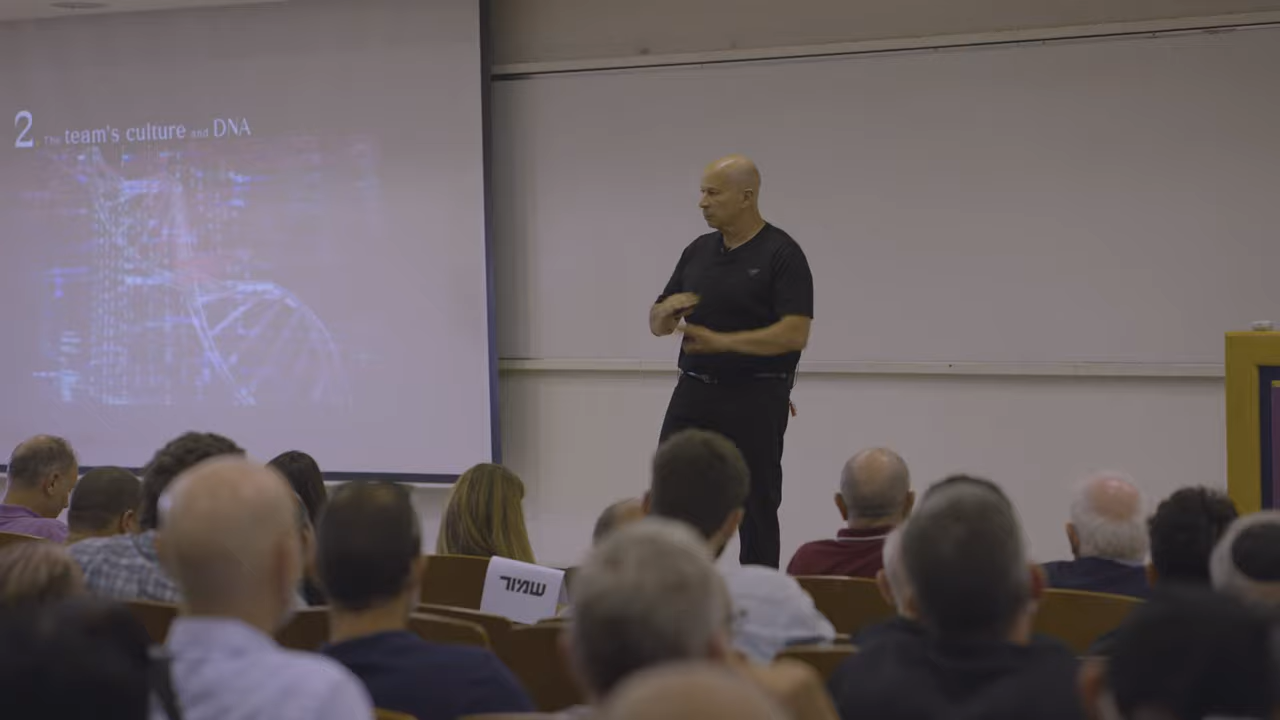 2. The team's culture and DNA
שמור